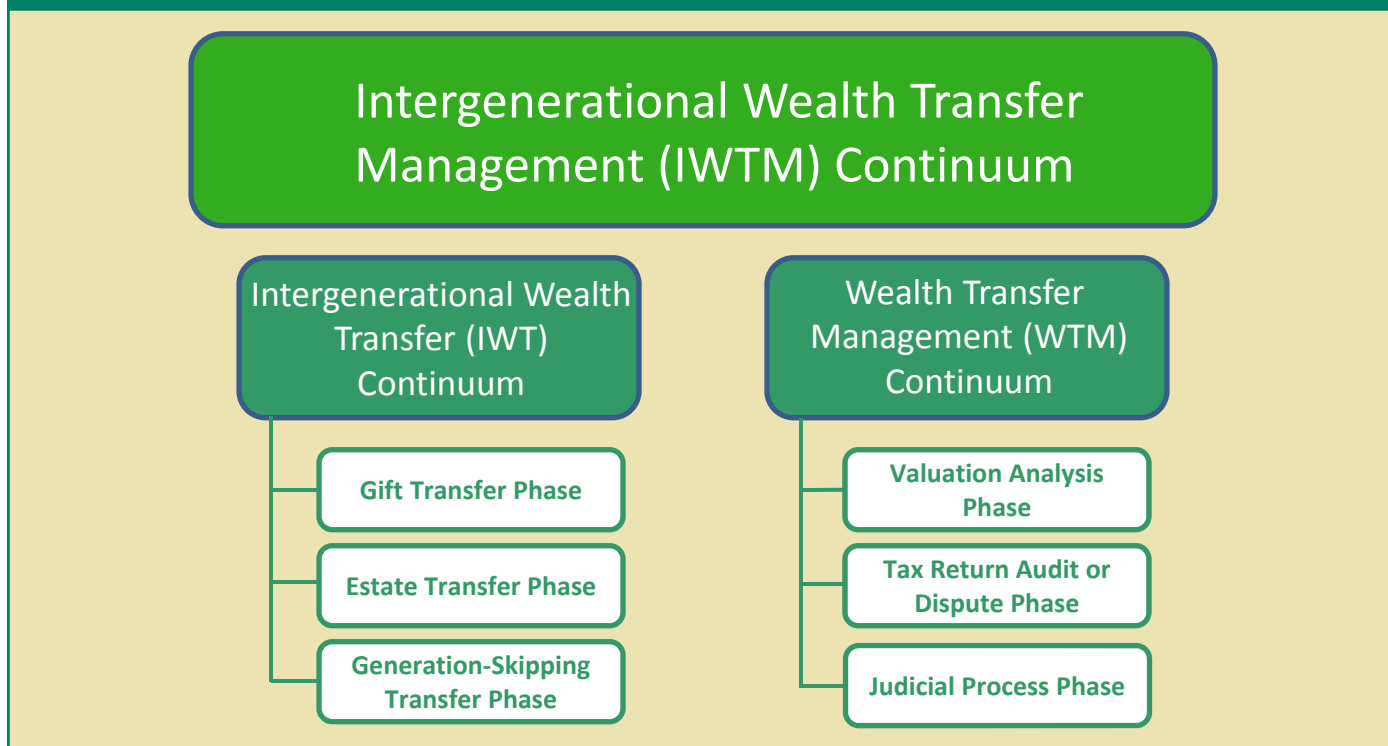 Intergenerational Wealth Transfer
Management (IWTM) Continuum
Intergenerational Wealth
Transfer (IWT)
Continuum
Gift Transfer Phase
Estate Transfer Phase
Generation-Skipping
Transfer Phase
Wealth Transfer
Management (WTM)
Continuum
Valuation Analysis
Phase
Tax Return Audit or
Dispute Phase
Judicial Process Phase